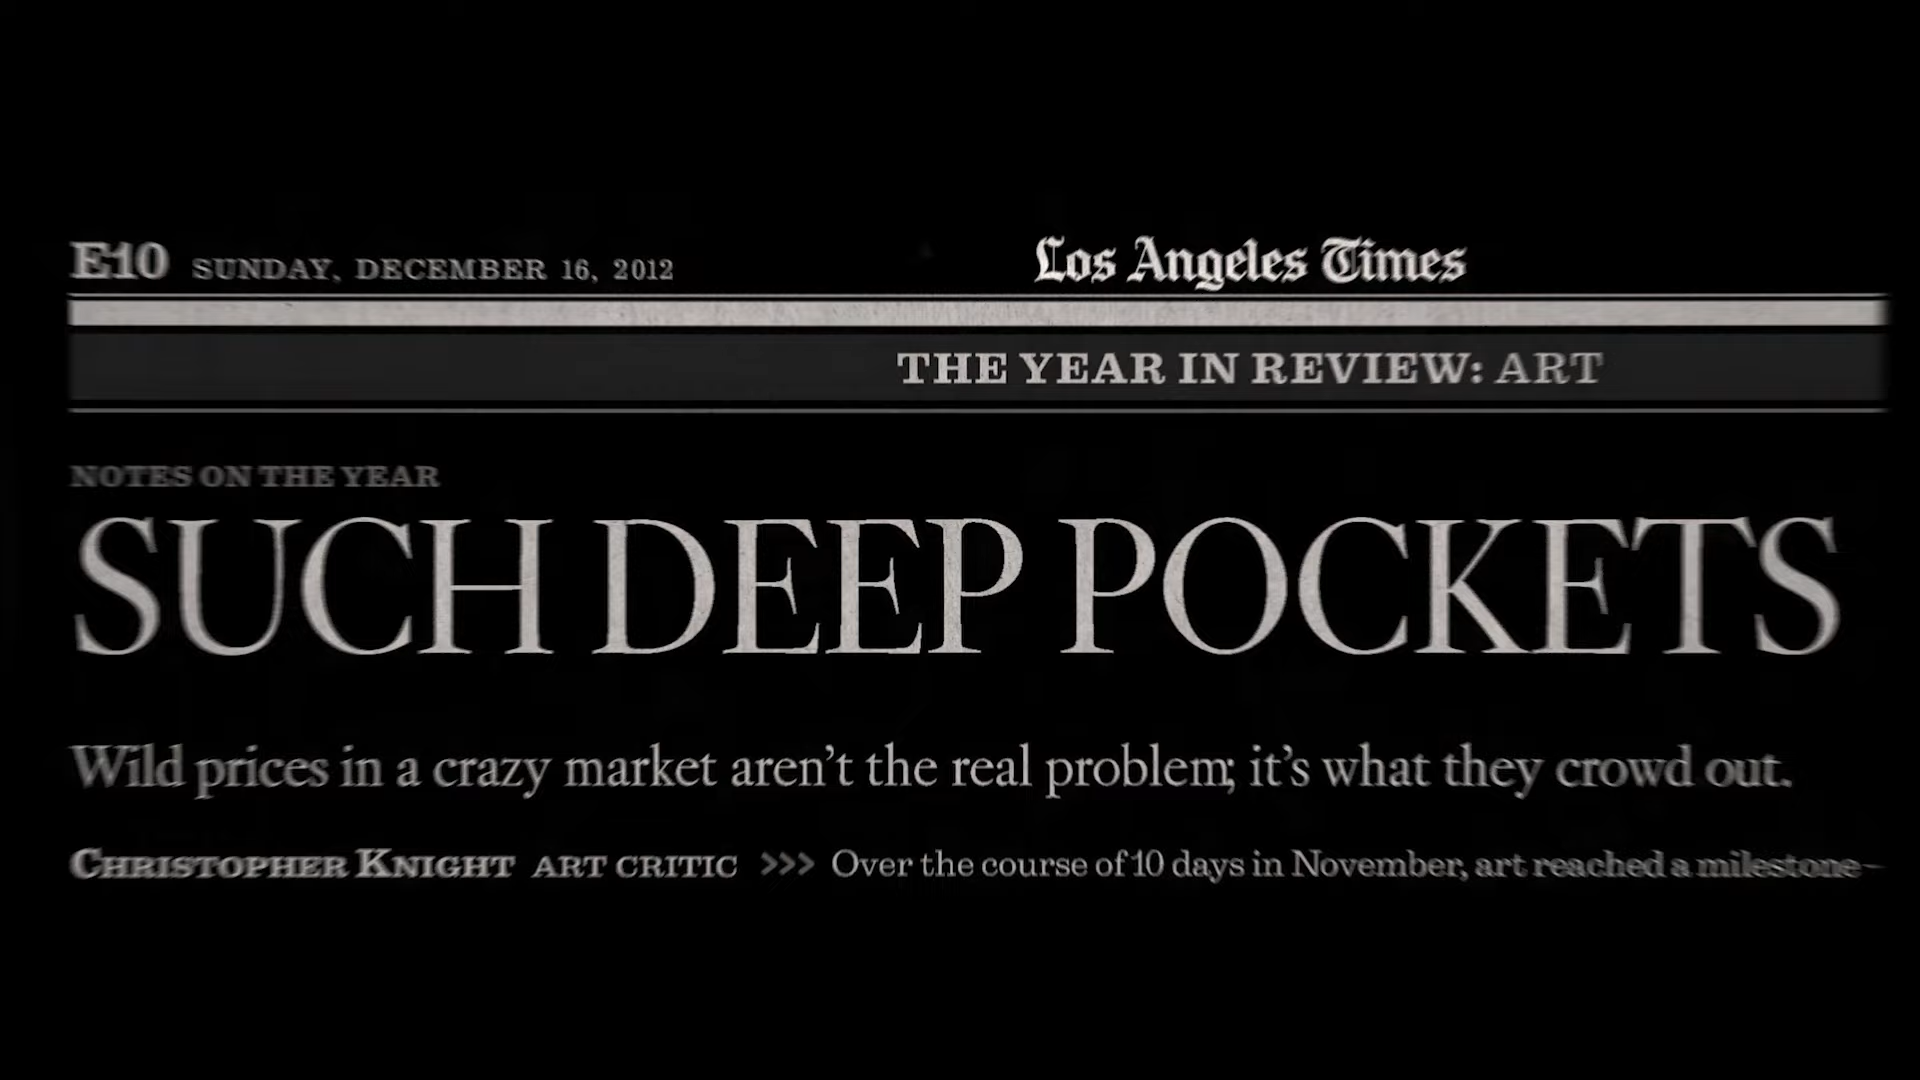 E10 SUNDAY, DECEMBER 16, 2012 Los Angeles Times
THE YEAR IN REVIEW: ART
NOTES ON THE YEAR
SUCH DEEP POCKETS
Wild prices in a crazy market aren’t the real problem; it’s what they crowd out.
CHRISTOPHER KNIGHT ART CRITIC >>> Over the course of 10 days in November, art reached a milestone —